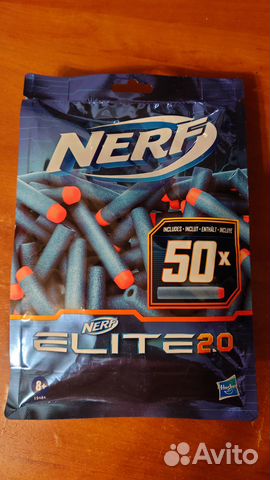 NERF
INCLUDES • INCLUT • ENTHÄLT • INCLUYE
50x
NERF
ELITE 2.0
8+
Hasbro
Avito